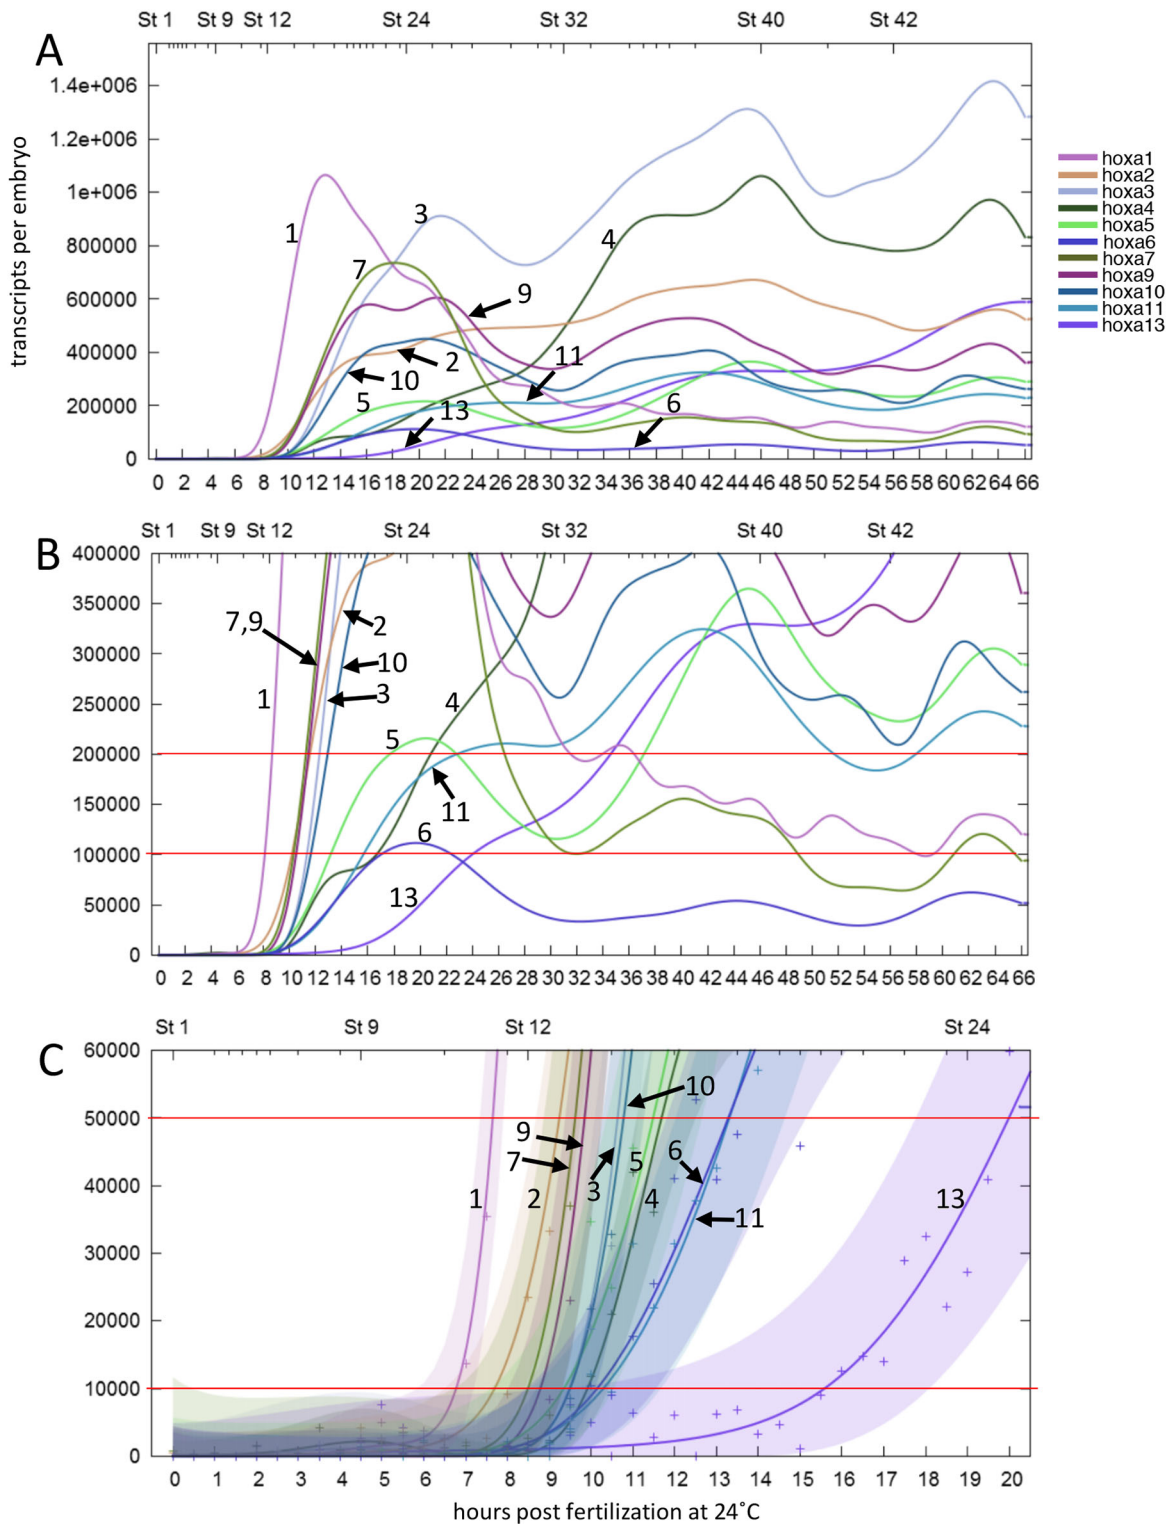 St 1 St 9 St 12 St 24 St 32 St 40 St 42
A
transcripts per embryo
1.4e+006
1.2e+006
1e+006
800000
600000
400000
200000
0
1
7
3
9
4
2
10
5
13
11
6
0 2 4 6 8 10 12 14 16 18 20 22 24 26 28 30 32 34 36 38 40 42 44 46 48 50 52 54 56 58 60 62 64 66
hoxa1
hoxa2
hoxa3
hoxa4
hoxa5
hoxa6
hoxa7
hoxa9
hoxa10
hoxa11
hoxa13
St 1 St 9 St 12 St 24 St 32 St 40 St 42
B
400000
350000
300000
250000
200000
150000
100000
50000
0
7,9
2
10
1
3
4
5
11
6
13
0 2 4 6 8 10 12 14 16 18 20 22 24 26 28 30 32 34 36 38 40 42 44 46 48 50 52 54 56 58 60 62 64 66
St 1 St 9 St 12 St 24
C
60000
50000
40000
30000
20000
10000
0
10
9
7
1
2
3
5
4
6
11
13
0 1 2 3 4 5 6 7 8 9 10 11 12 13 14 15 16 17 18 19 20
hours post fertilization at 24˚C